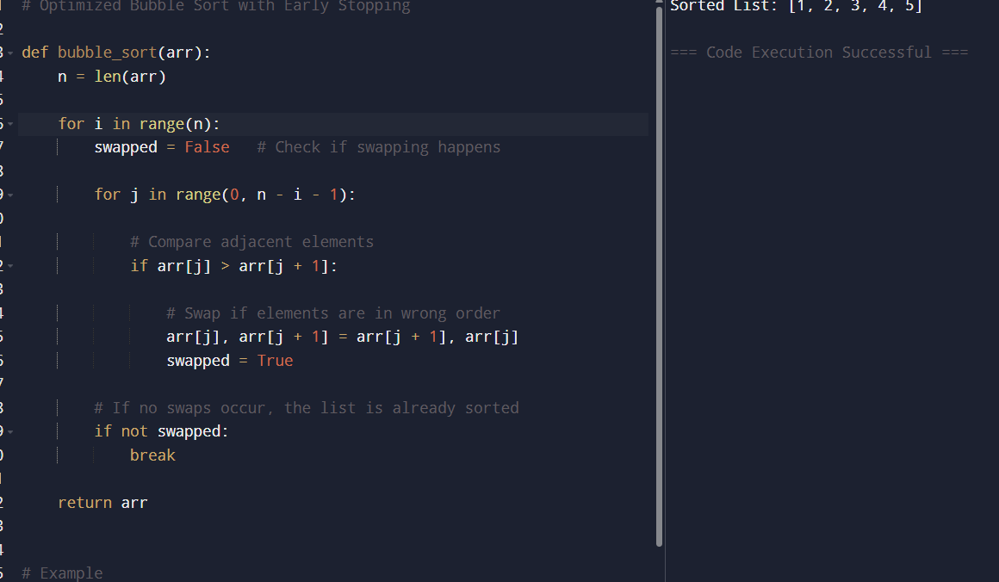 # Optimized Bubble Sort with Early Stopping
def bubble_sort(arr):
    n = len(arr)
    for i in range(n):
        swapped = False   # Check if swapping happens
        for j in range(0, n - i - 1):
            # Compare adjacent elements
            if arr[j] > arr[j + 1]:
                # Swap if elements are in wrong order
                arr[j], arr[j + 1] = arr[j + 1], arr[j]
                swapped = True
        # If no swaps occur, the list is already sorted
        if not swapped:
            break
    return arr
# Example
Sorted List: [1, 2, 3, 4, 5]
=== Code Execution Successful ===